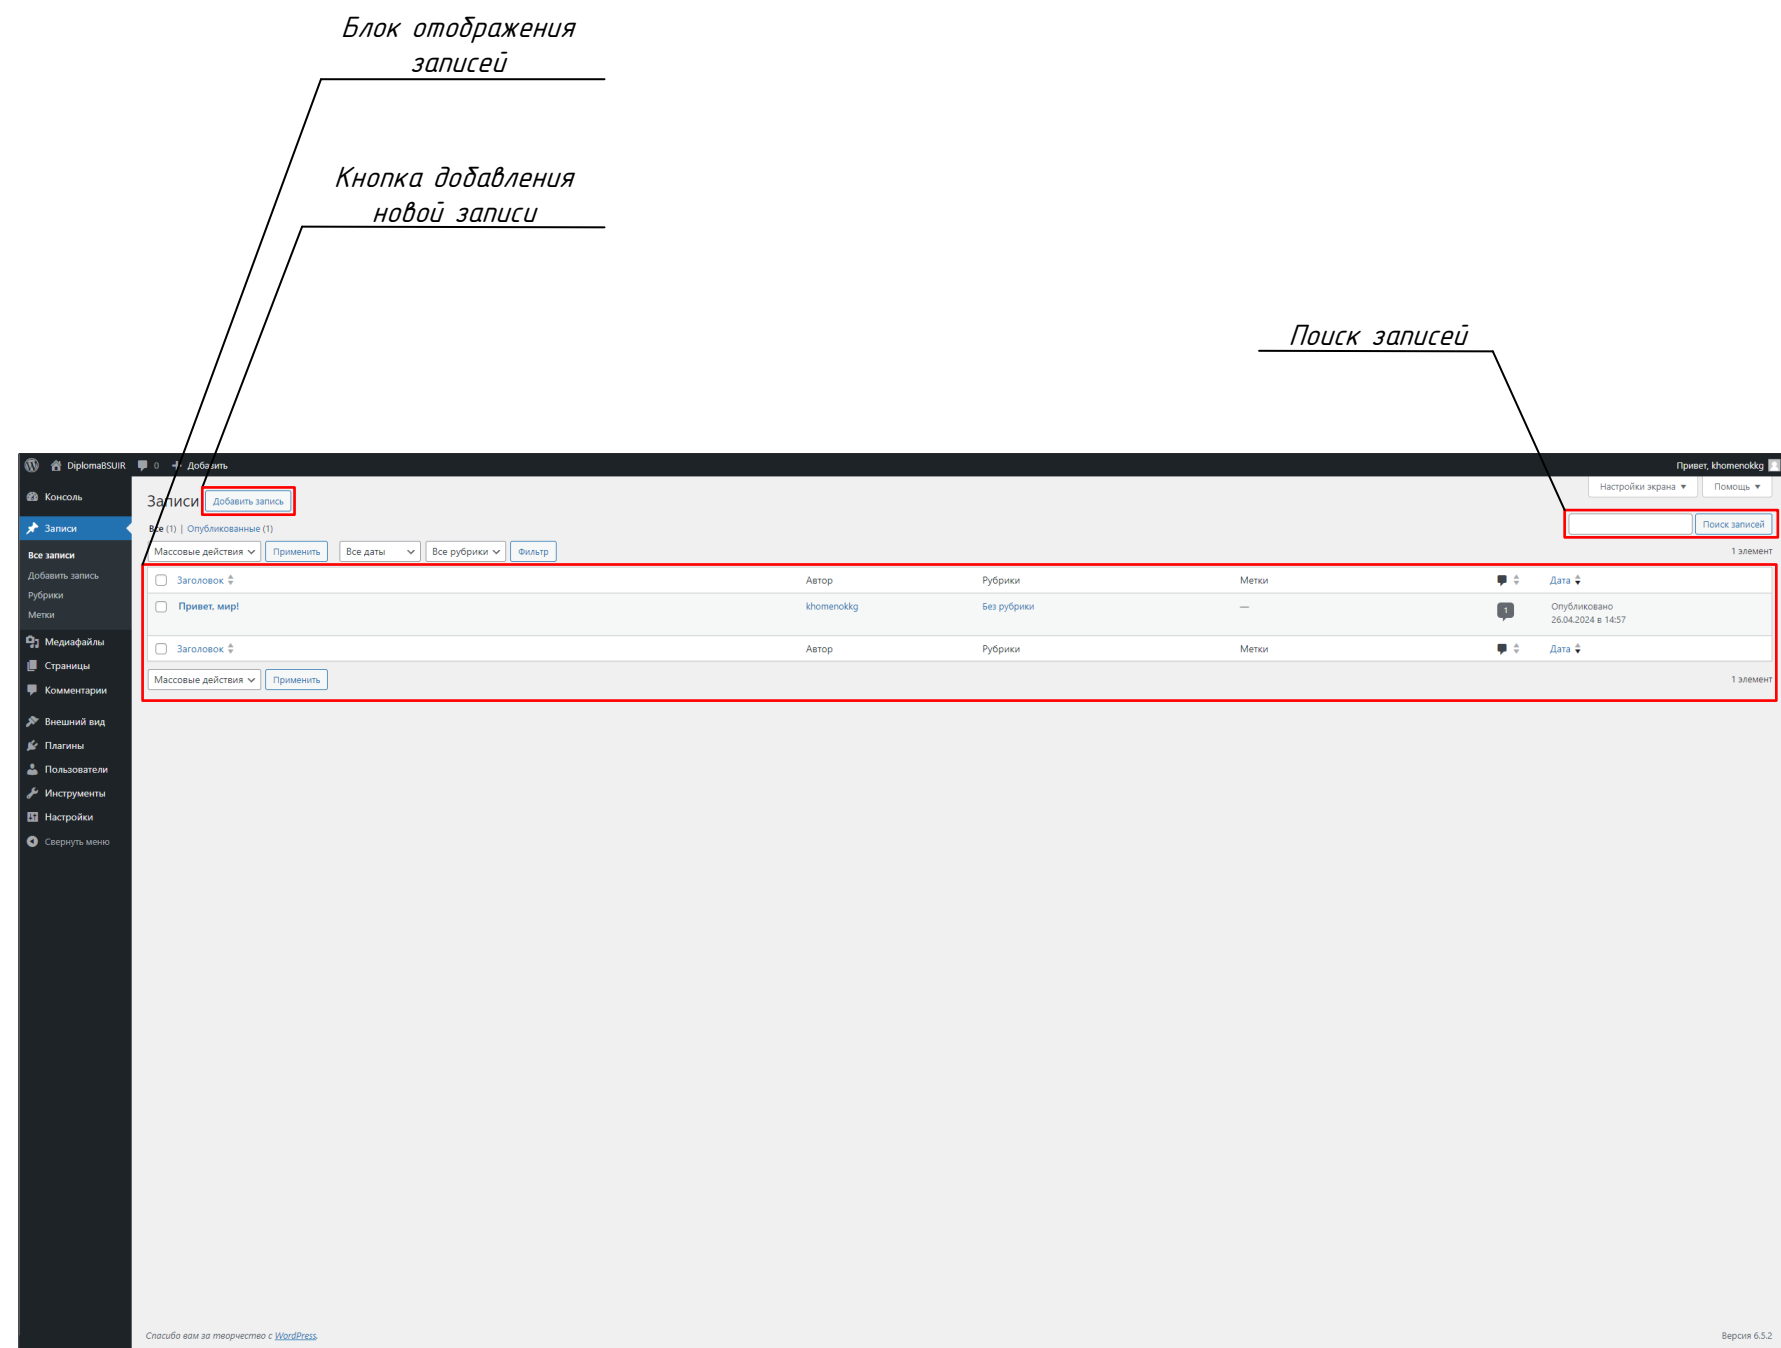 Блок отображения
записей
Кнопка добавления
новой записи
Поиск записей
DiplomaBSUIR 0 Добавить Привет, khomenokkg
Консоль
Записи
Все записи
Добавить запись
Рубрики
Метки
Медиафайлы
Страницы
Комментарии
Внешний вид
Плагины
Пользователи
Инструменты
Настройки
Свернуть меню
Настройки экрана Помощь
Записи Добавить запись
Все (1) | Опубликованные (1)
Поиск записей
Массовые действия Применить Все даты Все рубрики Фильтр 1 элемент
Заголовок Автор Рубрики Метки Дата
Привет, мир! khomenokkg Без рубрики — 1 Опубликовано
26.04.2024 в 14:57
Заголовок Автор Рубрики Метки Дата
Массовые действия Применить 1 элемент
Спасибо вам за творчество с WordPress. Версия 6.5.2